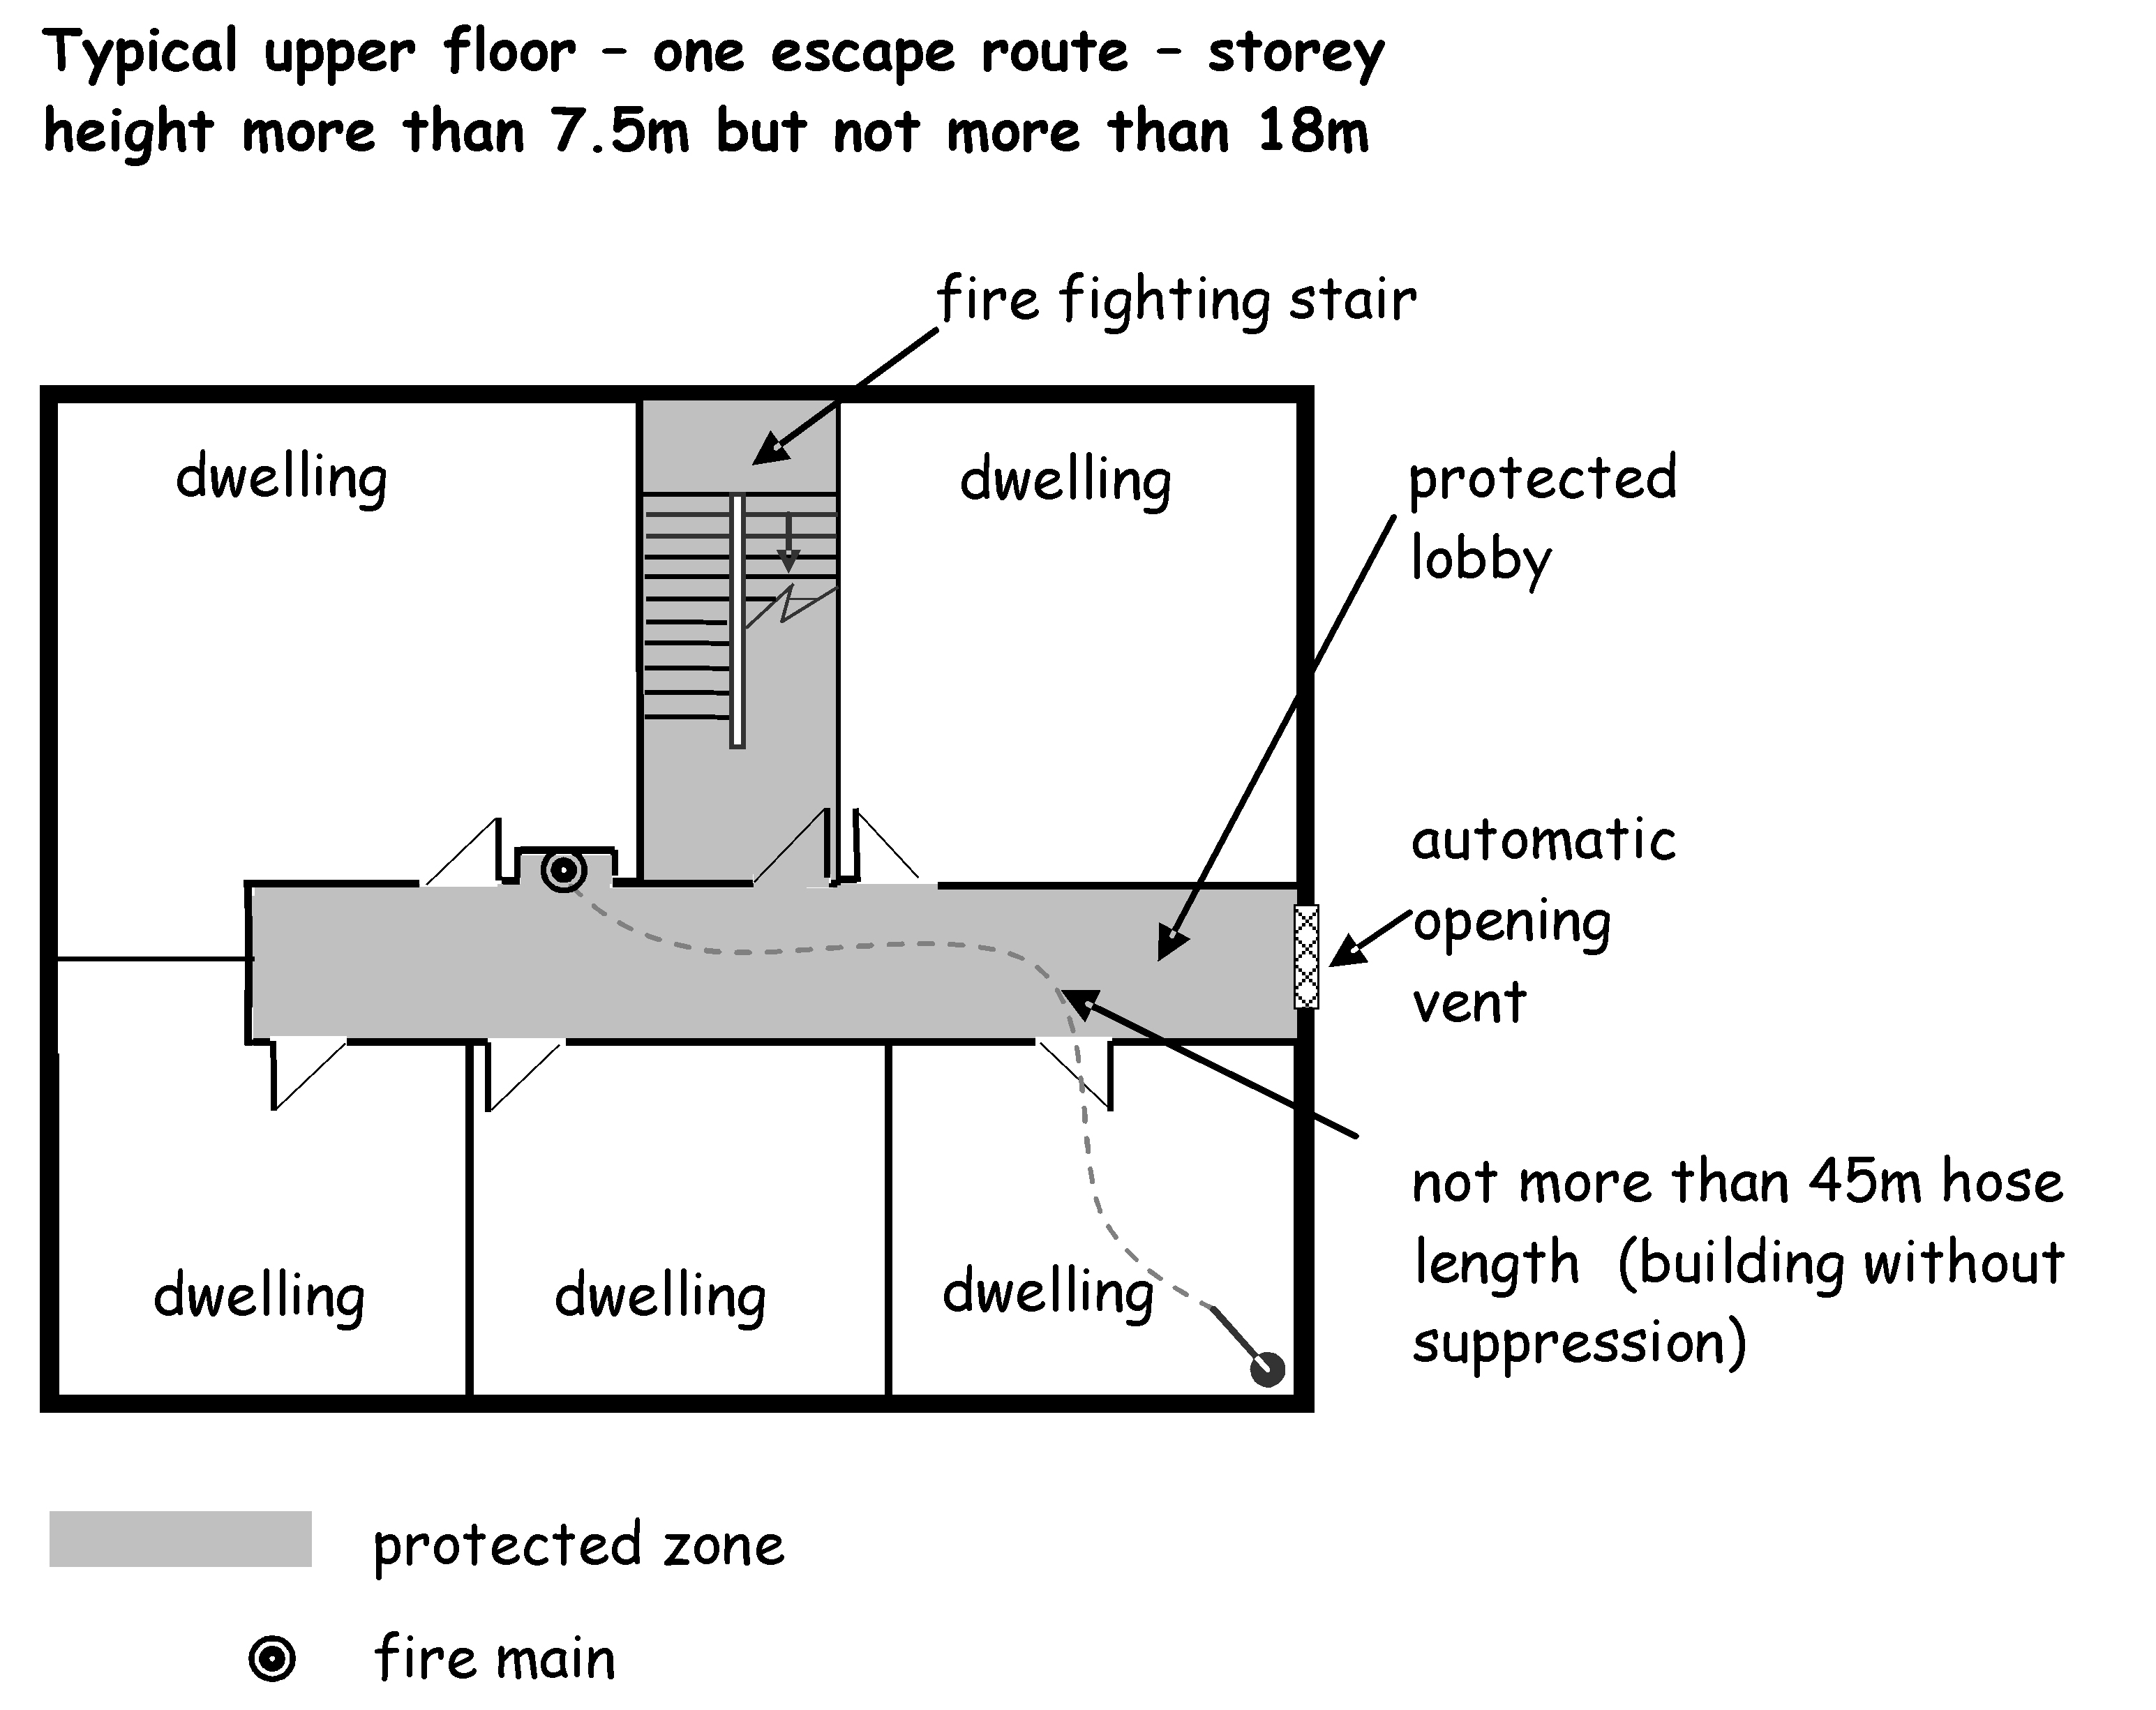 Typical upper floor – one escape route – storey
height more than 7.5m but not more than 18m
fire fighting stair
dwelling
dwelling
protected
lobby
automatic
opening
vent
not more than 45m hose
length (building without
suppression)
dwelling
dwelling
dwelling
protected zone
fire main